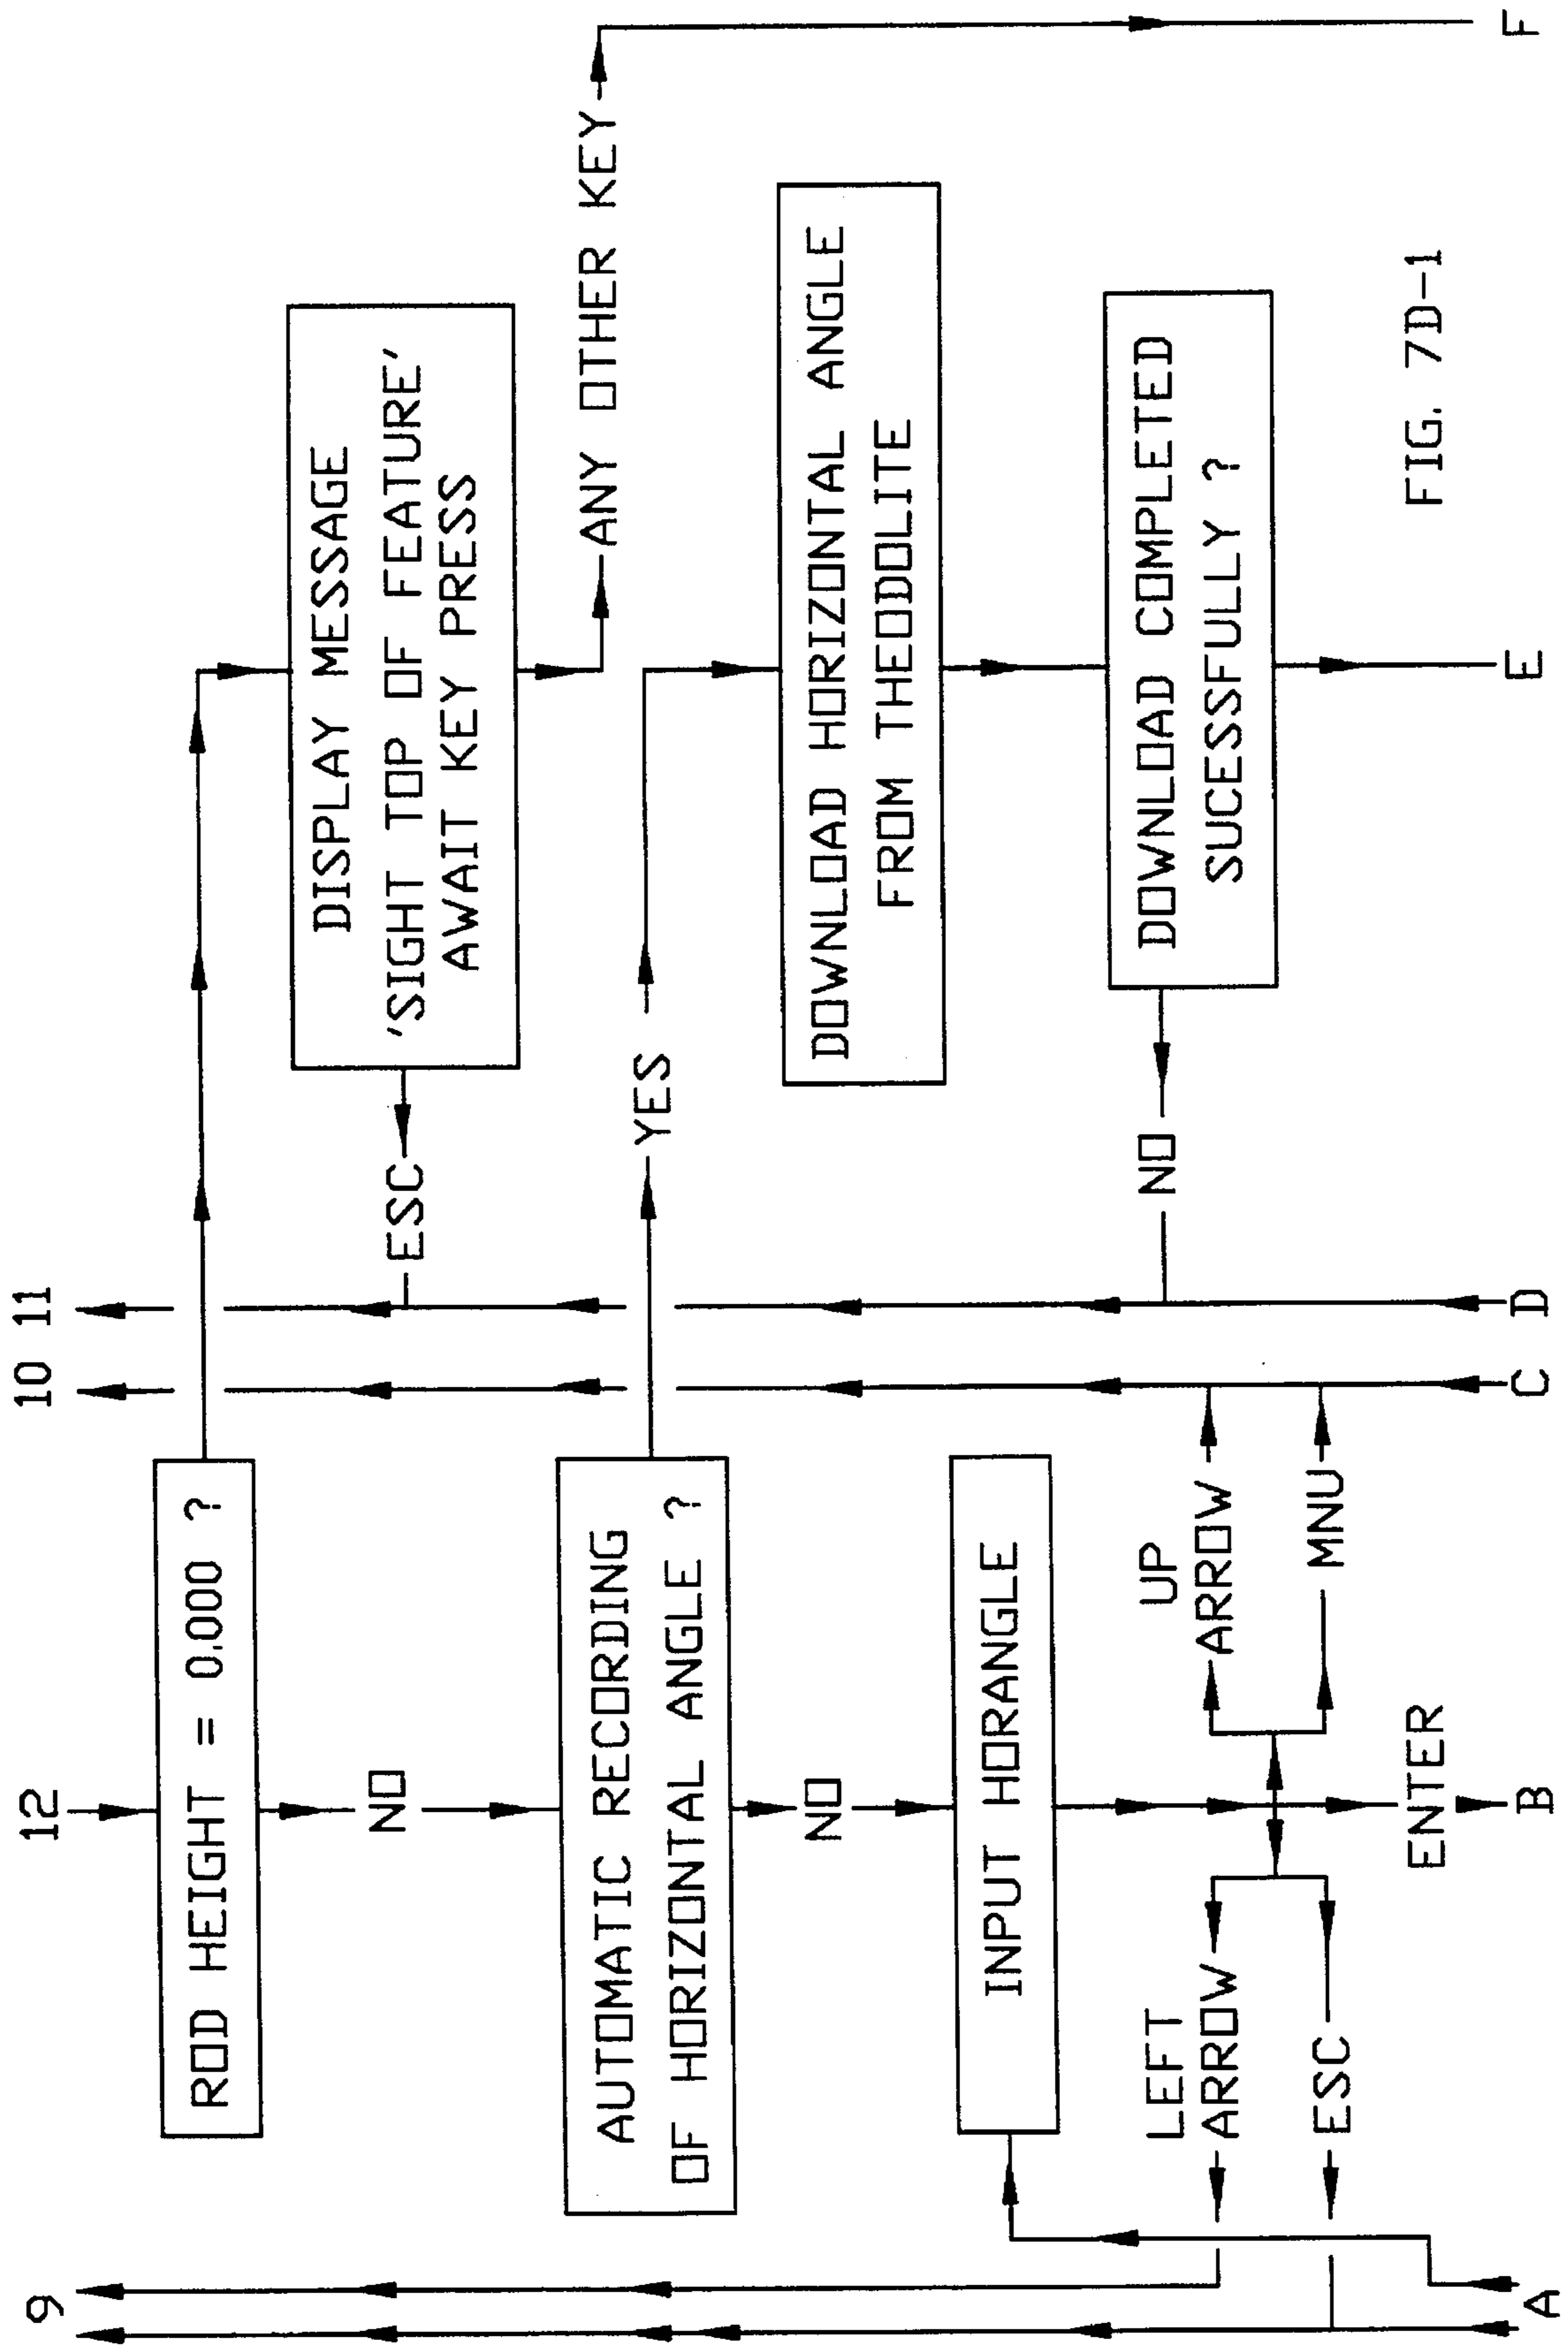 9
12
10
11
ROD HEIGHT = 0.000 ?
NO
DISPLAY MESSAGE
'SIGHT TOP OF FEATURE'
AWAIT KEY PRESS
ESC
ANY OTHER KEY
AUTOMATIC RECORDING
OF HORIZONTAL ANGLE ?
YES
NO
DOWNLOAD HORIZONTAL ANGLE
FROM THEODOLITE
INPUT HORANGLE
DOWNLOAD COMPLETED
SUCESSFULLY ?
NO
LEFT
ARROW
ESC
UP
ARROW
MNU
ENTER
A
B
C
D
E
F
FIG. 7D-1